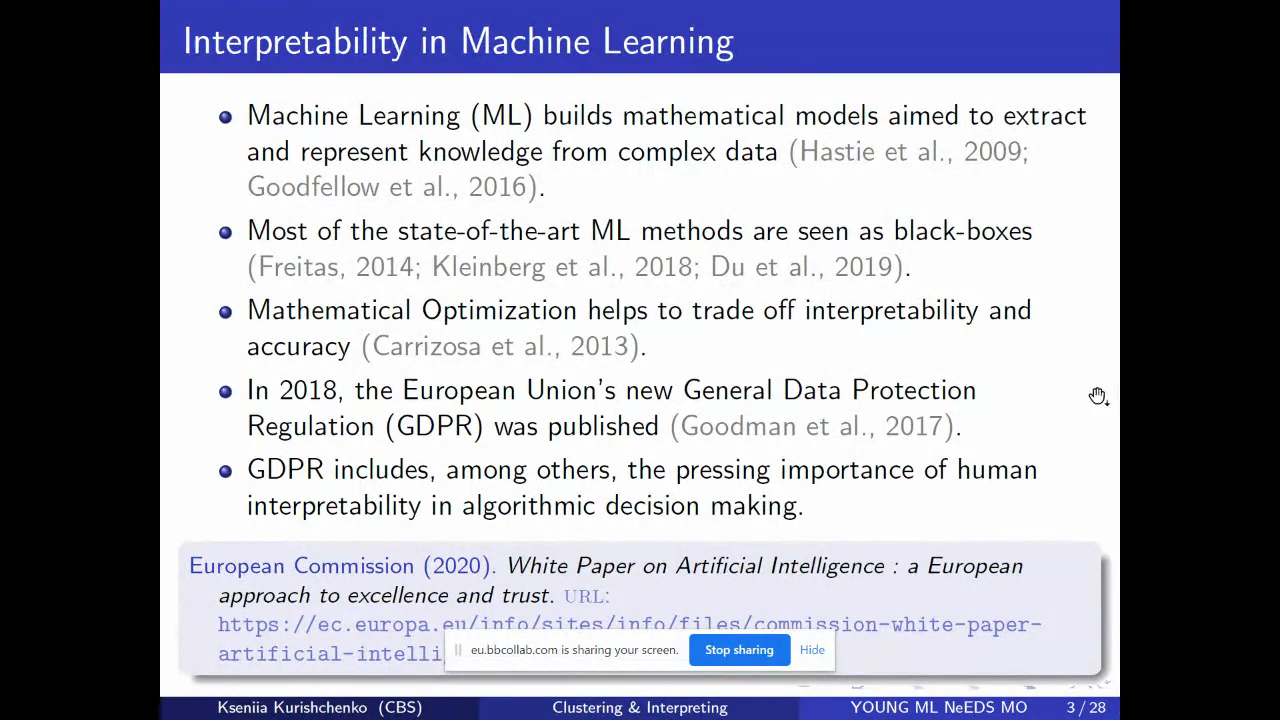 Interpretability in Machine Learning
Machine Learning (ML) builds mathematical models aimed to extract
and represent knowledge from complex data (Hastie et al., 2009;
Goodfellow et al., 2016).
Most of the state-of-the-art ML methods are seen as black-boxes
(Freitas, 2014; Kleinberg et al., 2018; Du et al., 2019).
Mathematical Optimization helps to trade off interpretability and
accuracy (Carrizosa et al., 2013).
In 2018, the European Union's new General Data Protection
Regulation (GDPR) was published (Goodman et al., 2017).
GDPR includes, among others, the pressing importance of human
interpretability in algorithmic decision making.
European Commission (2020). White Paper on Artificial Intelligence : a European
approach to excellence and trust. URL:
https://ec.europa.eu/info/sites/info/files/commission-white-paper-
artificial-intelli
eu.bbcollab.com is sharing your screen. Stop sharing Hide
Kseniia Kurishchenko (CBS) Clustering & Interpreting YOUNG ML NeEDS MO 3 / 28